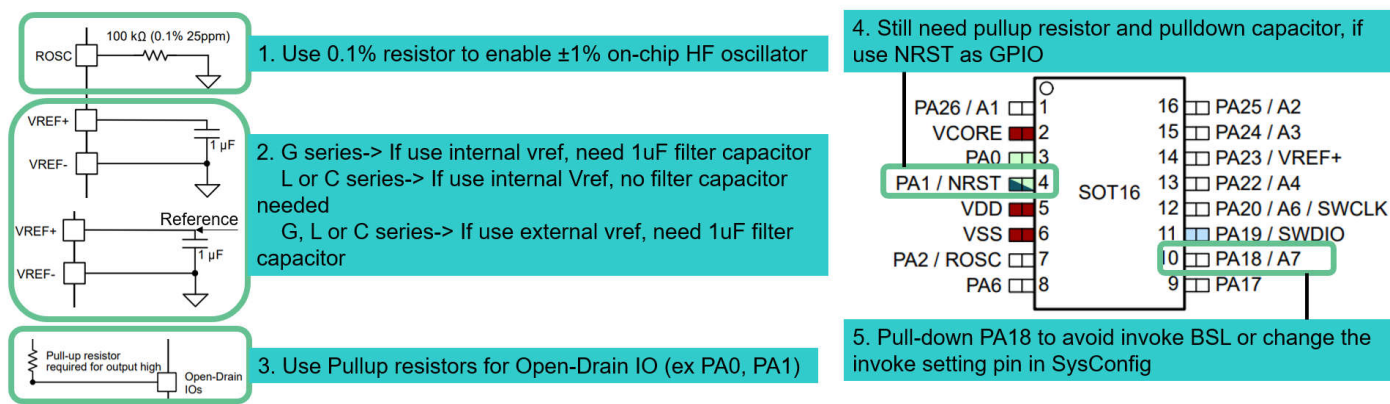 100 kΩ (0.1% 25ppm)
ROSC
1. Use 0.1% resistor to enable ±1% on-chip HF oscillator
VREF+
1 µF
VREF-
2. G series-> If use internal vref, need 1uF filter capacitor
L or C series-> If use internal Vref, no filter capacitor
needed
G, L or C series-> If use external vref, need 1uF filter
capacitor
Reference
VREF+
1 µF
VREF-
Pull-up resistor
required for output high
Open-Drain
IOs
3. Use Pullup resistors for Open-Drain IO (ex PA0, PA1)
4. Still need pullup resistor and pulldown capacitor, if
use NRST as GPIO
PA26 / A1 1
VCORE 2
PA0 3
PA1 / NRST 4
VDD 5
VSS 6
PA2 / ROSC 7
PA6 8
SOT16
16 PA25 / A2
15 PA24 / A3
14 PA23 / VREF+
13 PA22 / A4
12 PA20 / A6 / SWCLK
11 PA19 / SWDIO
10 PA18 / A7
9 PA17
5. Pull-down PA18 to avoid invoke BSL or change the
invoke setting pin in SysConfig